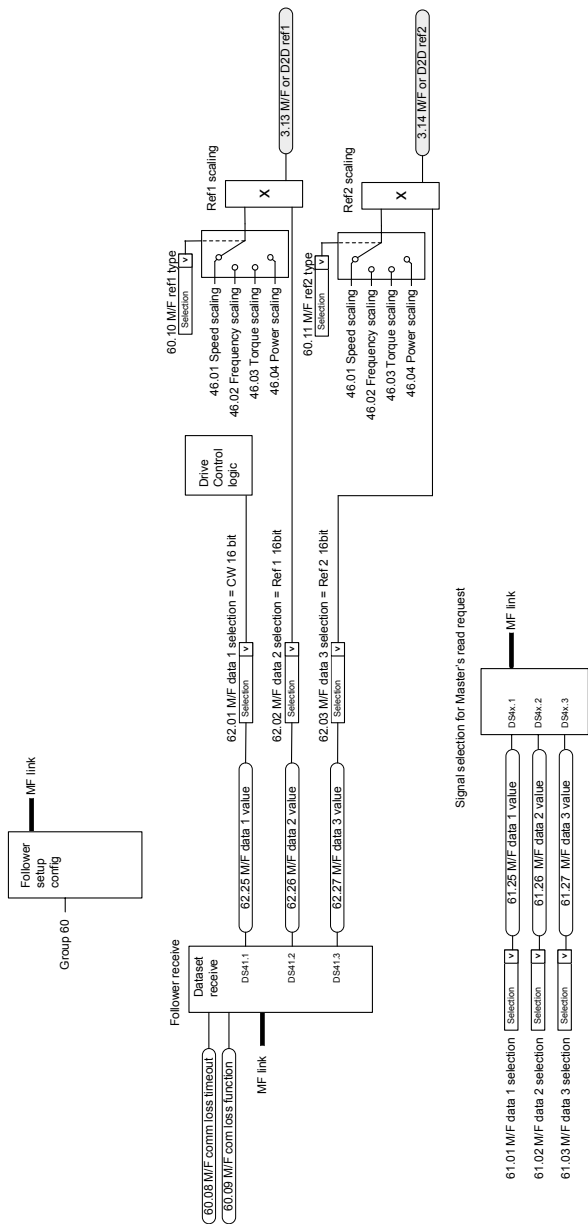 Follower
setup
config
Group 60
MF link
Follower receive
60.08 M/F comm loss timeout
60.09 M/F com loss function
MF link
Dataset
receive
DS41.1
DS41.2
DS41.3
62.25 M/F data 1 value
62.26 M/F data 2 value
62.27 M/F data 3 value
62.01 M/F data 1 selection = CW 16 bit
Selection v
62.02 M/F data 2 selection = Ref 1 16bit
Selection v
62.03 M/F data 3 selection = Ref 2 16bit
Selection v
Drive
Control
logic
60.10 M/F ref1 type
Selection v
46.01 Speed scaling
46.02 Frequency scaling
46.03 Torque scaling
46.04 Power scaling
Ref1 scaling
X
3.13 M/F or D2D ref1
60.11 M/F ref2 type
Selection v
46.01 Speed scaling
46.02 Frequency scaling
46.03 Torque scaling
46.04 Power scaling
Ref2 scaling
X
3.14 M/F or D2D ref2
Signal selection for Master's read request
61.01 M/F data 1 selection Selection v 61.25 M/F data 1 value DS4x.1
61.02 M/F data 2 selection Selection v 61.26 M/F data 2 value DS4x.2
61.03 M/F data 3 selection Selection v 61.27 M/F data 3 value DS4x.3
MF link